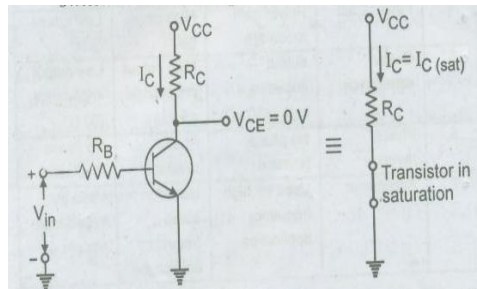 VCC
IC
RC
VCE = 0 V
RB
+
Vin
-
≡
VCC
IC= IC (sat)
RC
Transistor in
saturation